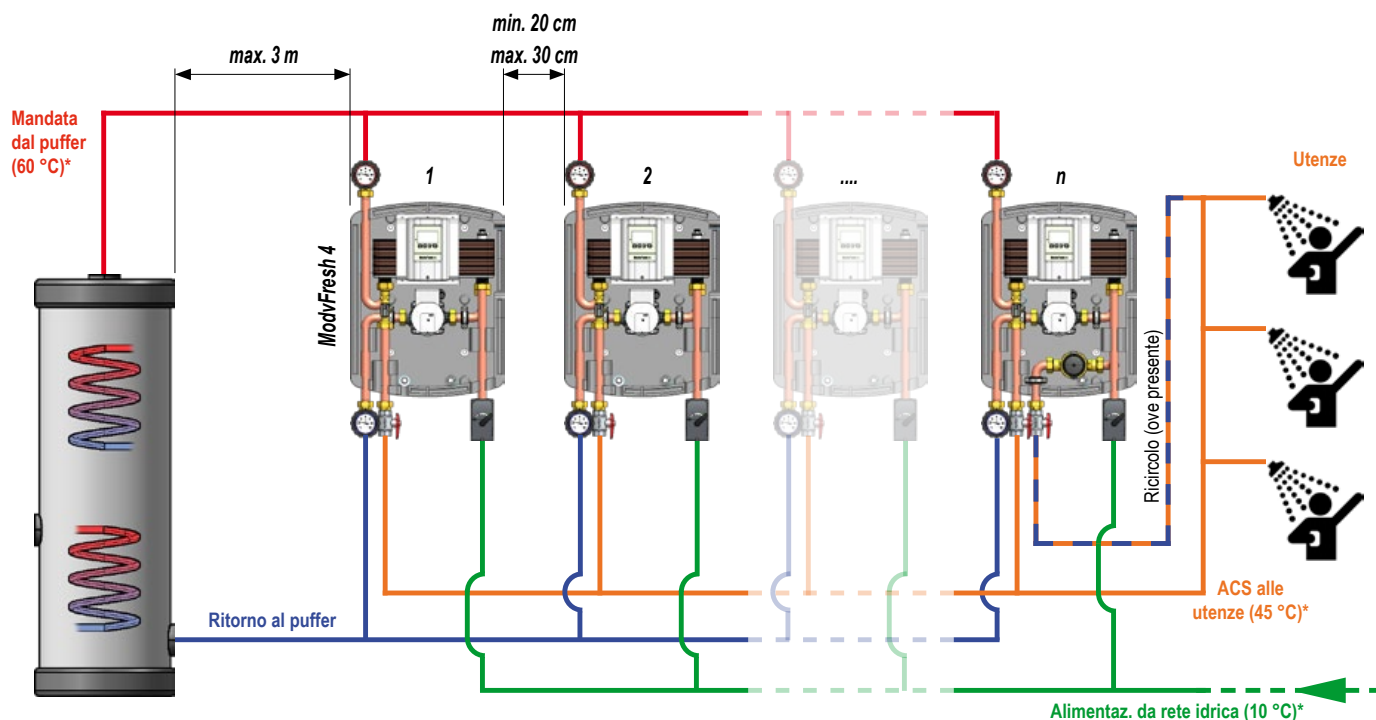 min. 20 cm
max. 3 m
max. 30 cm
Mandata
dal puffer
(60 °C)*
1
2
....
n
Utenze
ModvFresh 4
Ricircolo (ove presente)
Ritorno al puffer
ACS alle
utenze (45 °C)*
Alimentaz. da rete idrica (10 °C)*